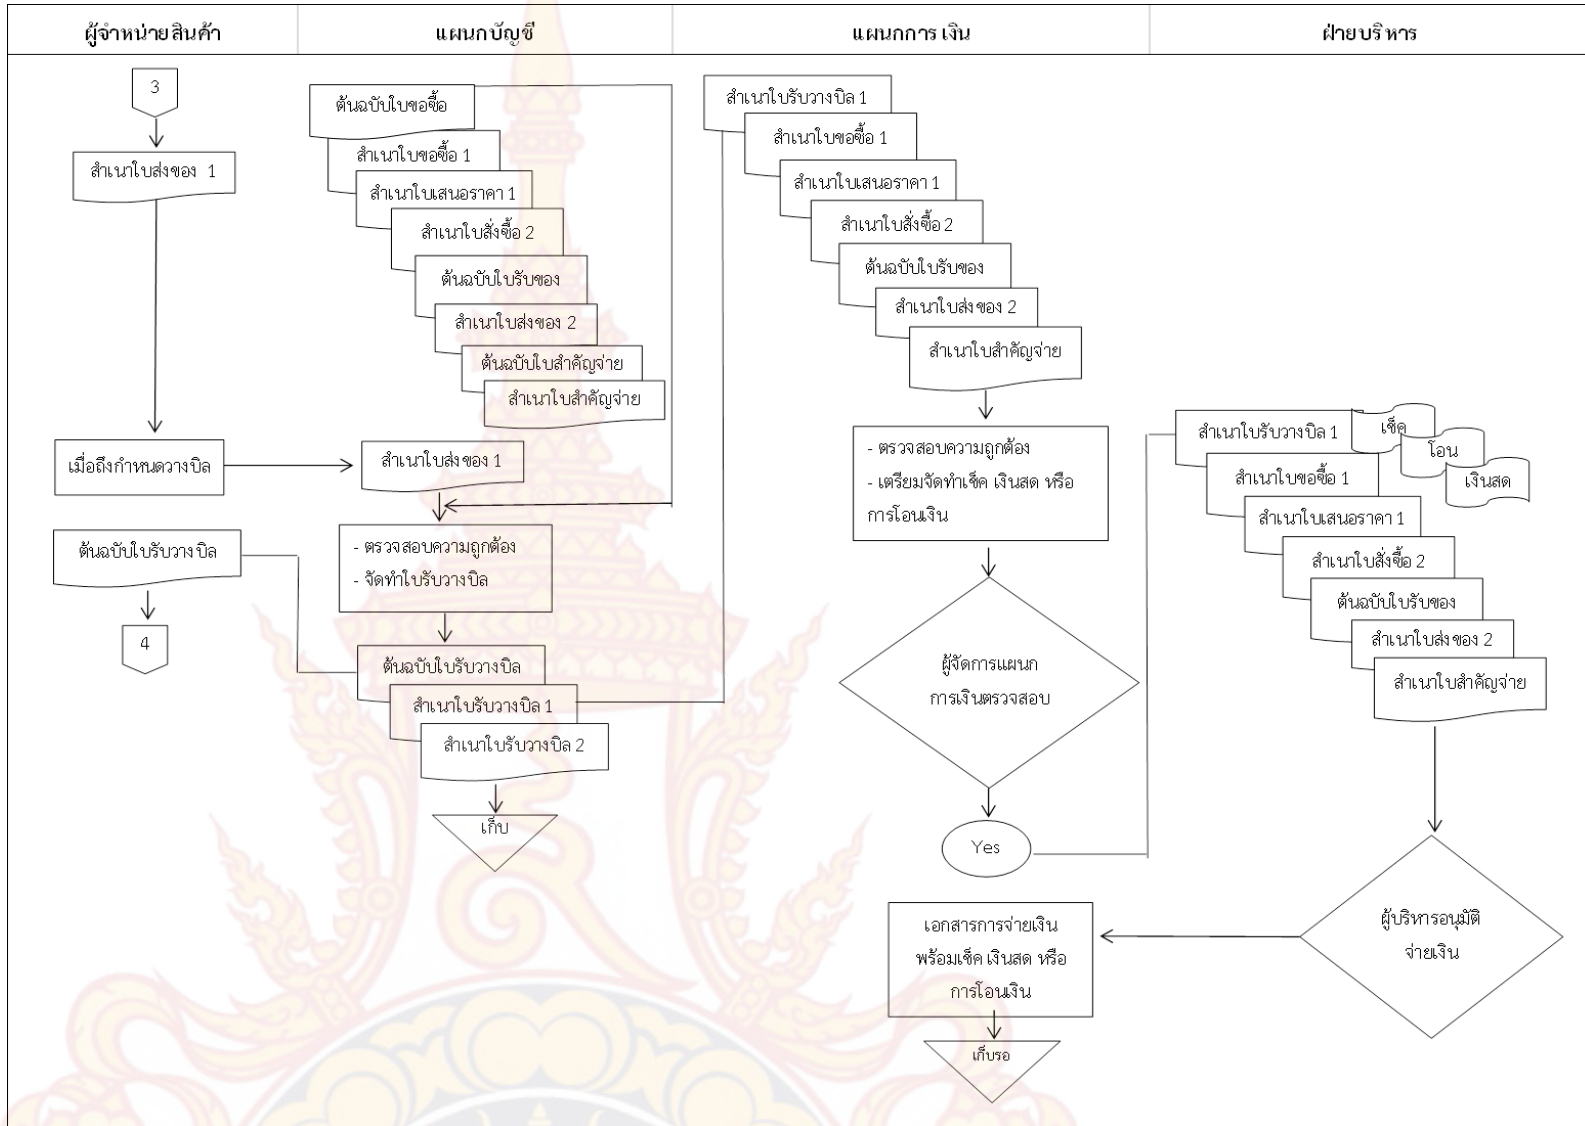 ผู้จำหน่ายสินค้า
แผนกบัญชี
แผนกการเงิน
ฝ่ายบริหาร
3
สำเนาใบส่งของ 1
เมื่อถึงกำหนดวางบิล
ต้นฉบับใบรับวางบิล
4
ต้นฉบับใบขอซื้อ
สำเนาใบขอซื้อ 1
สำเนาใบเสนอราคา 1
สำเนาใบสั่งซื้อ 2
ต้นฉบับใบรับของ
สำเนาใบส่งของ 2
ต้นฉบับใบสำคัญจ่าย
สำเนาใบสำคัญจ่าย
สำเนาใบส่งของ 1
- ตรวจสอบความถูกต้อง
- จัดทำใบรับวางบิล
ต้นฉบับใบรับวางบิล
สำเนาใบรับวางบิล 1
สำเนาใบรับวางบิล 2
เก็บ
สำเนาใบรับวางบิล 1
สำเนาใบขอซื้อ 1
สำเนาใบเสนอราคา 1
สำเนาใบสั่งซื้อ 2
ต้นฉบับใบรับของ
สำเนาใบส่งของ 2
สำเนาใบสำคัญจ่าย
- ตรวจสอบความถูกต้อง
- เตรียมจัดทำเช็ค เงินสด หรือ
การโอนเงิน
ผู้จัดการแผนก
การเงินตรวจสอบ
Yes
เอกสารการจ่ายเงิน
พร้อมเช็ค เงินสด หรือ
การโอนเงิน
เก็บรอ
สำเนาใบรับวางบิล 1
เช็ค
โอน
เงินสด
สำเนาใบขอซื้อ 1
สำเนาใบเสนอราคา 1
สำเนาใบสั่งซื้อ 2
ต้นฉบับใบรับของ
สำเนาใบส่งของ 2
สำเนาใบสำคัญจ่าย
ผู้บริหารอนุมัติ
จ่ายเงิน